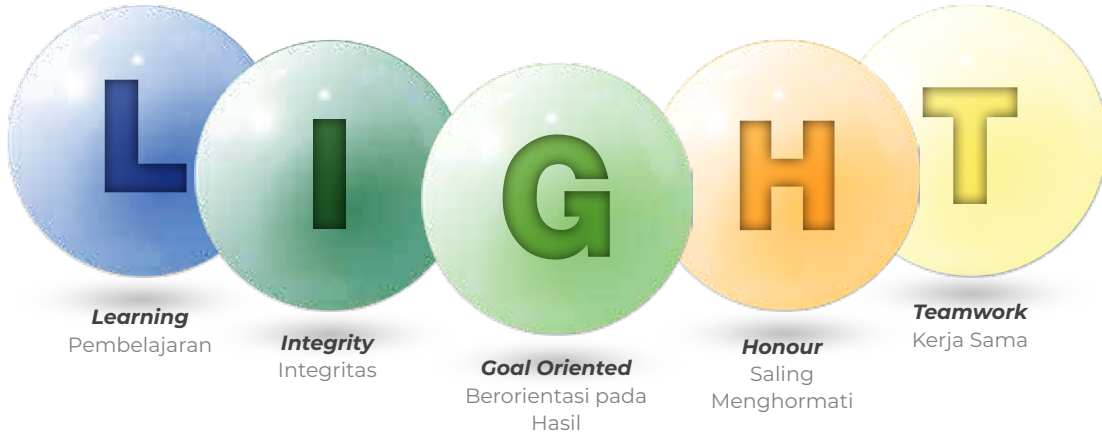 L
I
G
H
T
Learning
Pembelajaran
Integrity
Integritas
Goal Oriented
Berorientasi pada
Hasil
Honour
Saling
Menghormati
Teamwork
Kerja Sama